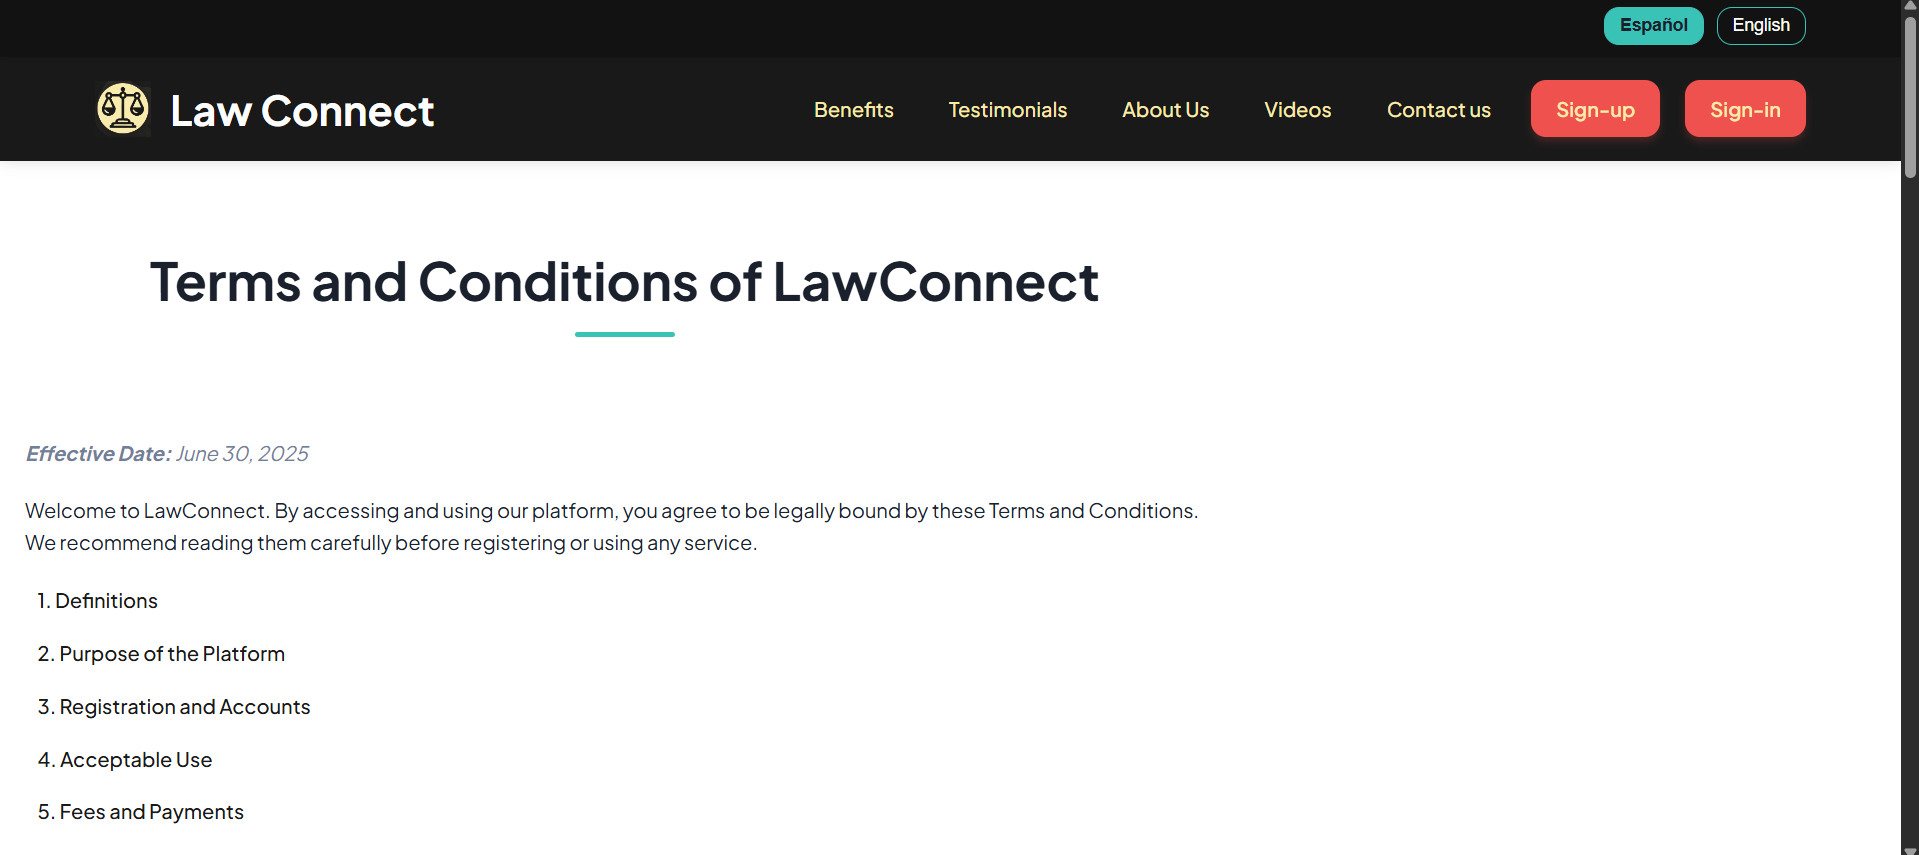 Español English
Law Connect Benefits Testimonials About Us Videos Contact us Sign-up Sign-in
Terms and Conditions of LawConnect
Effective Date: June 30, 2025
Welcome to LawConnect. By accessing and using our platform, you agree to be legally bound by these Terms and Conditions.
We recommend reading them carefully before registering or using any service.
1. Definitions
2. Purpose of the Platform
3. Registration and Accounts
4. Acceptable Use
5. Fees and Payments